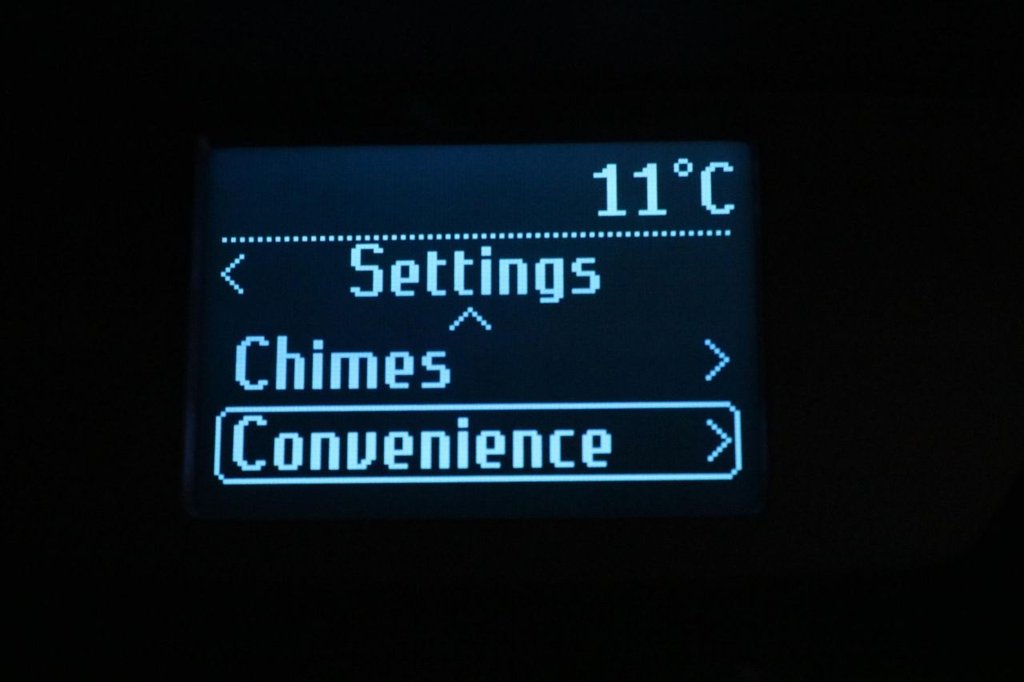 11°C
< Settings
Chimes >
Convenience >